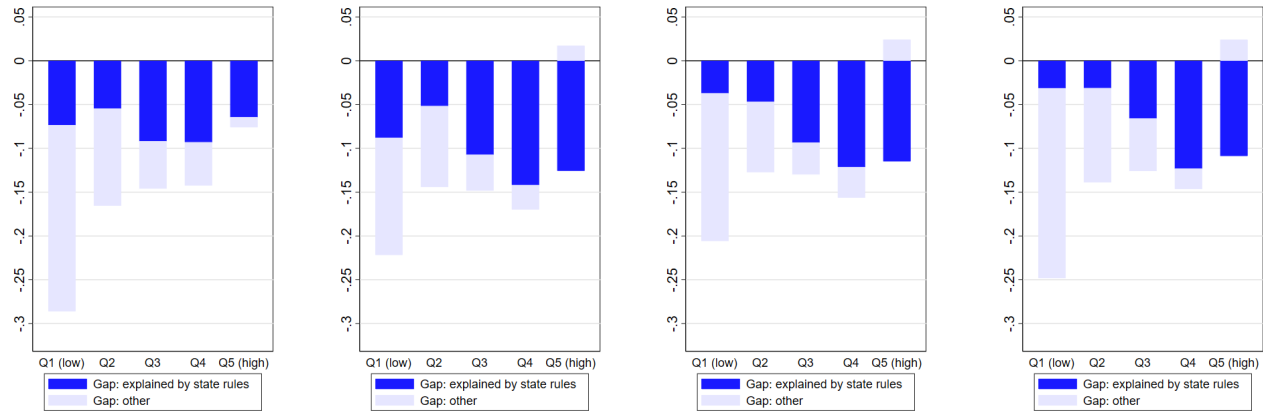 .05
0
-.05
-.1
-.15
-.2
-.25
-.3
Q1 (low) Q2 Q3 Q4 Q5 (high)
Gap: explained by state rules
Gap: other
.05
0
-.05
-.1
-.15
-.2
-.25
-.3
Q1 (low) Q2 Q3 Q4 Q5 (high)
Gap: explained by state rules
Gap: other
.05
0
-.05
-.1
-.15
-.2
-.25
-.3
Q1 (low) Q2 Q3 Q4 Q5 (high)
Gap: explained by state rules
Gap: other
.05
0
-.05
-.1
-.15
-.2
-.25
-.3
Q1 (low) Q2 Q3 Q4 Q5 (high)
Gap: explained by state rules
Gap: other